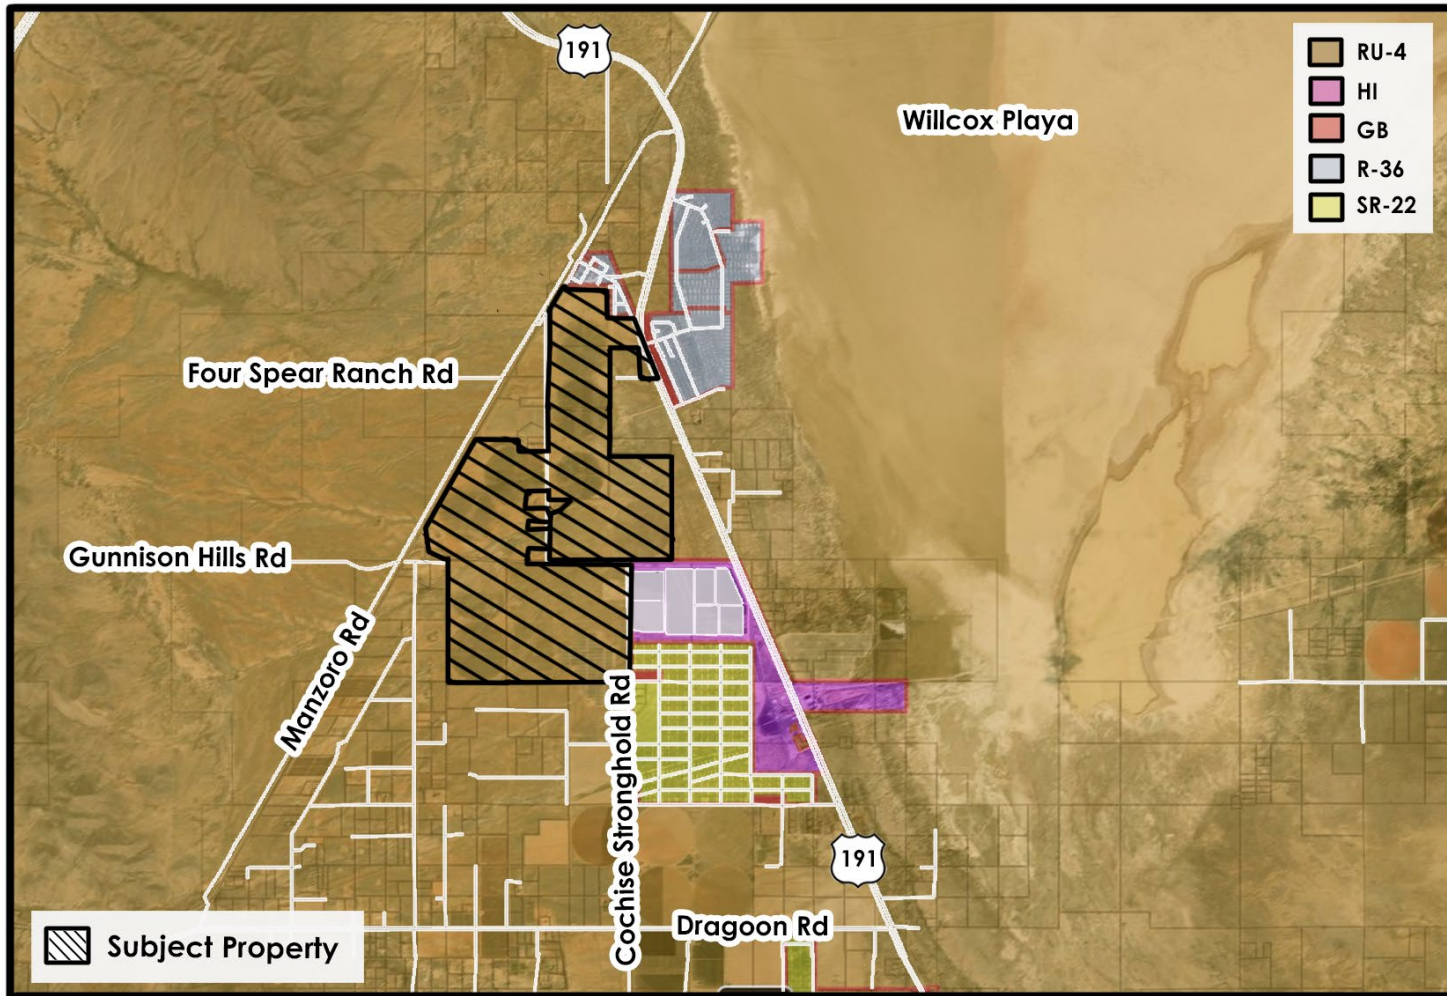 191
RU-4
HI
GB
R-36
SR-22
Willcox Playa
Four Spear Ranch Rd
Gunnison Hills Rd
Manzoro Rd
Cochise Stronghold Rd
191
Dragoon Rd
Subject Property